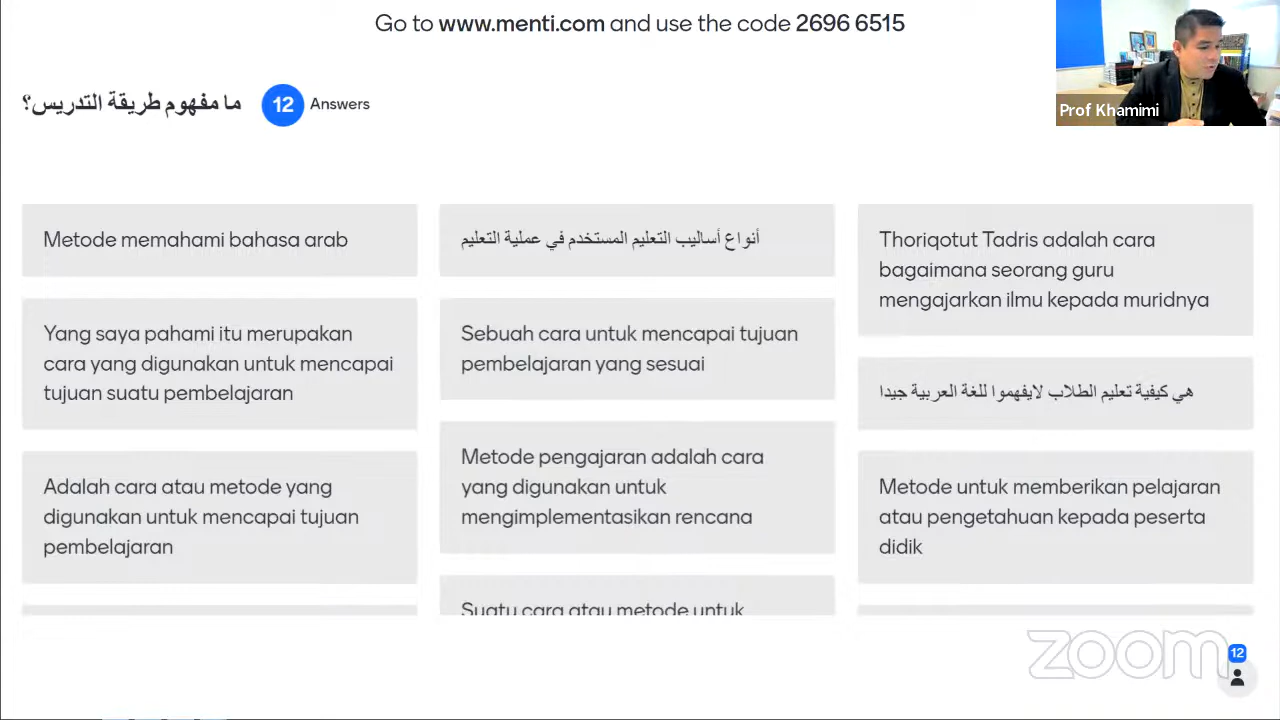 Go to www.menti.com and use the code 2696 6515
Prof Khamimi
ما مفهوم طريقة التدريس؟
12 Answers
Metode memahami bahasa arab
Yang saya pahami itu merupakan
cara yang digunakan untuk mencapai
tujuan suatu pembelajaran
Adalah cara atau metode yang
digunakan untuk mencapai tujuan
pembelajaran
أنواع أساليب التعليم المستخدم في عملية التعليم
Sebuah cara untuk mencapai tujuan
pembelajaran yang sesuai
Metode pengajaran adalah cara
yang digunakan untuk
mengimplementasikan rencana
Suatu cara atau metode untuk
Thoriqotut Tadris adalah cara
bagaimana seorang guru
mengajarkan ilmu kepada muridnya
هي كيفية تعليم الطلاب لايفهموا للغة العربية جيدا
Metode untuk memberikan pelajaran
atau pengetahuan kepada peserta
didik
zoom
12